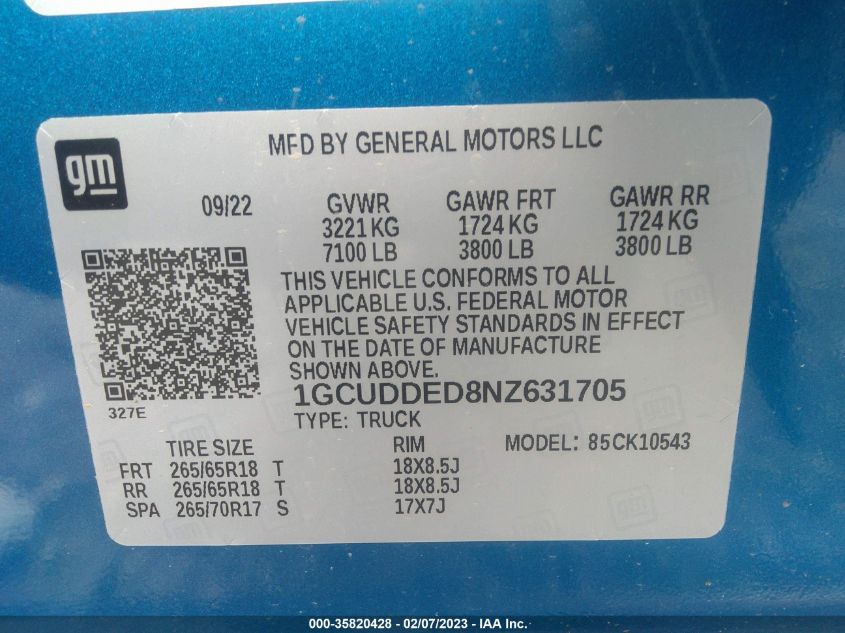 gm
MFD BY GENERAL MOTORS LLC
09/22 GVWR GAWR FRT GAWR RR
3221 KG 1724 KG 1724 KG
7100 LB 3800 LB 3800 LB
THIS VEHICLE CONFORMS TO ALL
APPLICABLE U.S. FEDERAL MOTOR
VEHICLE SAFETY STANDARDS IN EFFECT
ON THE DATE OF MANUFACTURE
SHOWN ABOVE.
327E
1GCUDDED8NZ631705
TYPE: TRUCK
TIRE SIZE RIM MODEL: 85CK10543
FRT 265/65R18 T 18X8.5J
RR 265/65R18 T 18X8.5J
SPA 265/70R17 S 17X7J
000-35820428 - 02/07/2023 - IAA Inc.